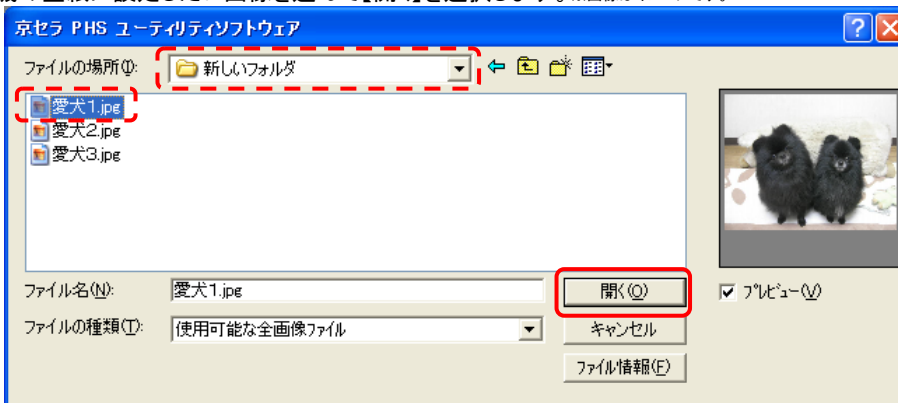 京セラ PHS ユーティリティソフトウェア
ファイルの場所(I): 新しいフォルダ
愛犬1.jpg
愛犬2.jpg
愛犬3.jpg
ファイル名(N): 愛犬1.jpg 開く(O) プレビュー(V)
ファイルの種類(T): 使用可能な全画像ファイル キャンセル
ファイル情報(F)